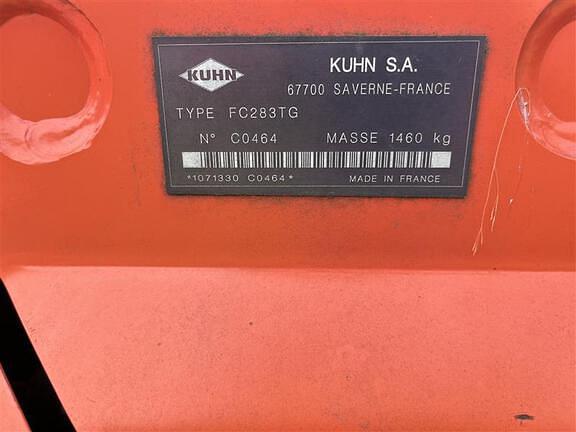 KUHN
KUHN S.A.
67700 SAVERNE-FRANCE
TYPE FC283TG
N° C0464 MASSE 1460 kg
*1071330 C0464* MADE IN FRANCE